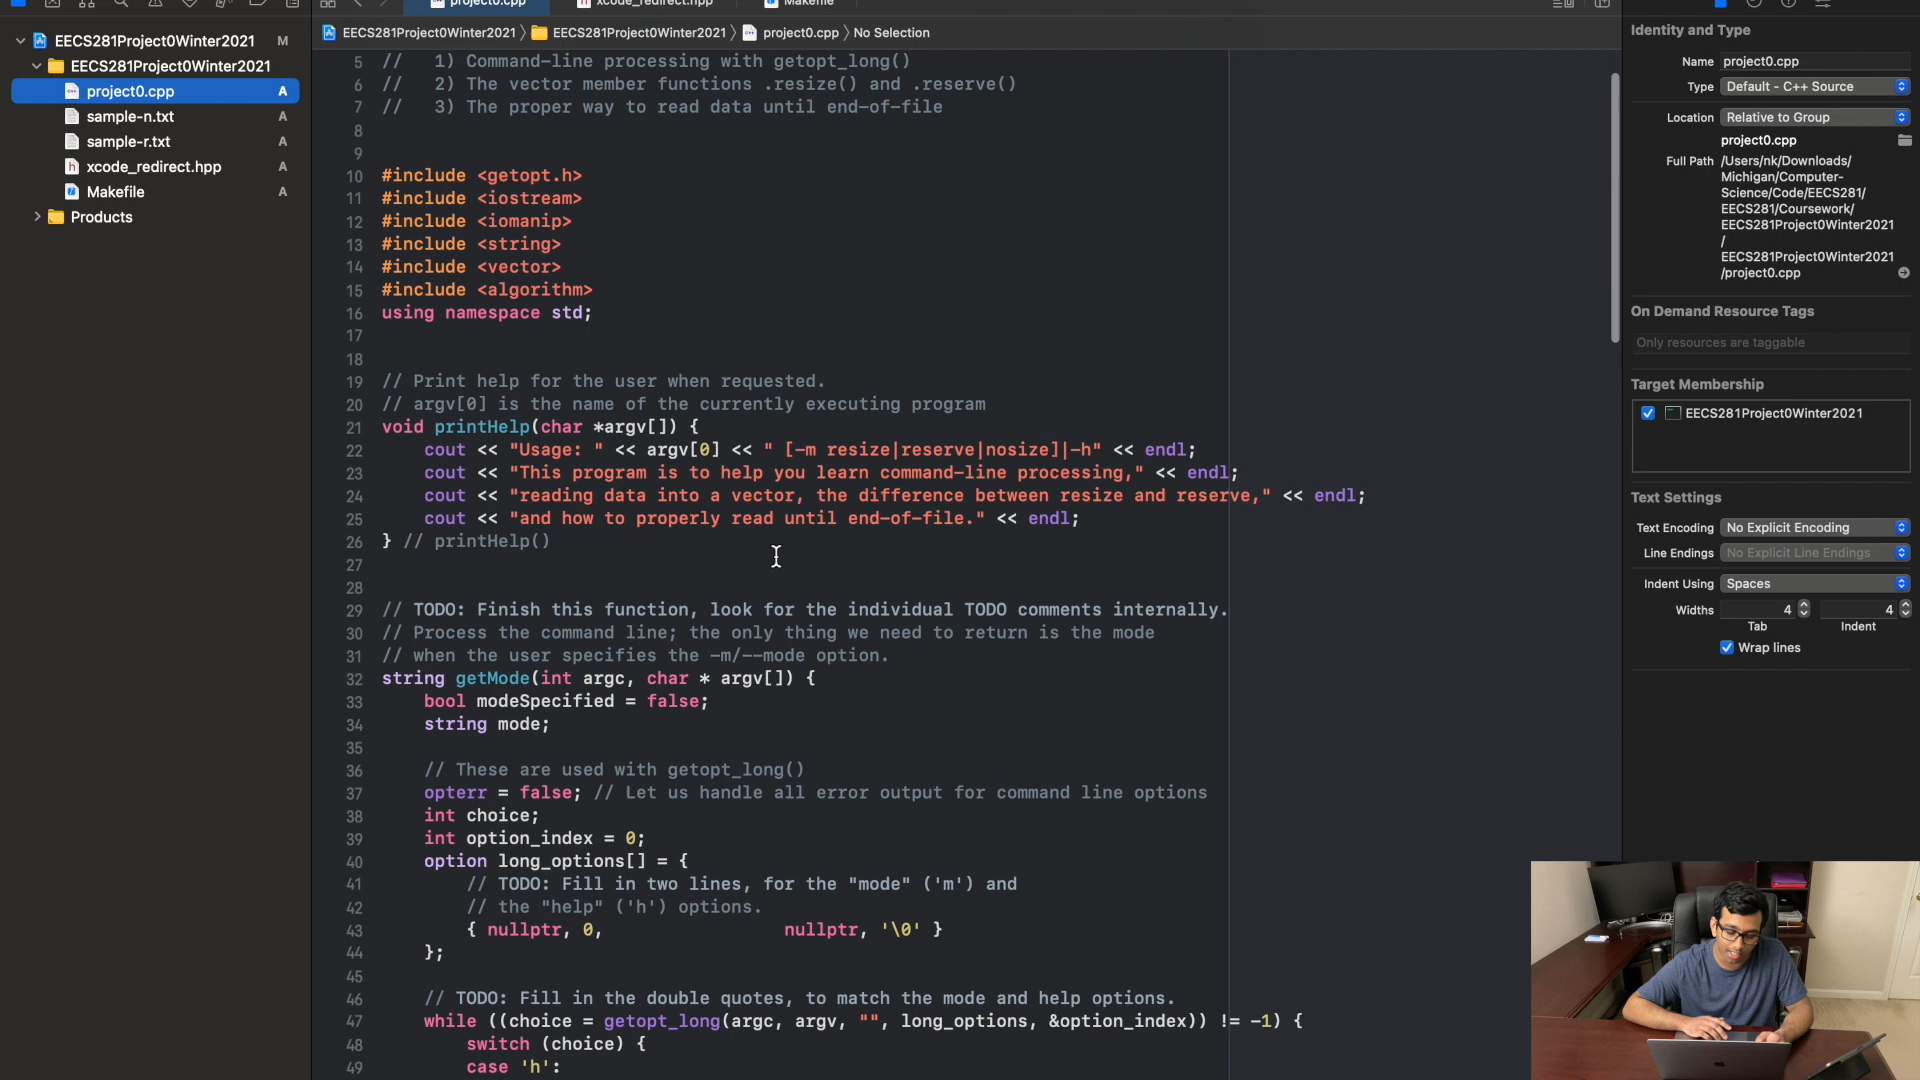 project0.cpp
xcode_redirect.hpp
Makefile
EECS281Project0Winter2021 M
EECS281Project0Winter2021
project0.cpp A
sample-n.txt A
sample-r.txt A
xcode_redirect.hpp A
Makefile A
Products
EECS281Project0Winter2021 〉 EECS281Project0Winter2021 〉 project0.cpp 〉 No Selection
5 //   1) Command-line processing with getopt_long()
6 //   2) The vector member functions .resize() and .reserve()
7 //   3) The proper way to read data until end-of-file
8
9
10 #include <getopt.h>
11 #include <iostream>
12 #include <iomanip>
13 #include <string>
14 #include <vector>
15 #include <algorithm>
16 using namespace std;
17
18
19 // Print help for the user when requested.
20 // argv[0] is the name of the currently executing program
21 void printHelp(char *argv[]) {
22     cout << "Usage: " << argv[0] << " [-m resize|reserve|nosize]|-h" << endl;
23     cout << "This program is to help you learn command-line processing," << endl;
24     cout << "reading data into a vector, the difference between resize and reserve," << endl;
25     cout << "and how to properly read until end-of-file." << endl;
26 } // printHelp()
27
28
29 // TODO: Finish this function, look for the individual TODO comments internally.
30 // Process the command line; the only thing we need to return is the mode
31 // when the user specifies the -m/--mode option.
32 string getMode(int argc, char * argv[]) {
33     bool modeSpecified = false;
34     string mode;
35
36     // These are used with getopt_long()
37     opterr = false; // Let us handle all error output for command line options
38     int choice;
39     int option_index = 0;
40     option long_options[] = {
41         // TODO: Fill in two lines, for the "mode" ('m') and
42         // the "help" ('h') options.
43         { nullptr, 0,                 nullptr, '\0' }
44     };
45
46     // TODO: Fill in the double quotes, to match the mode and help options.
47     while ((choice = getopt_long(argc, argv, "", long_options, &option_index)) != -1) {
48         switch (choice) {
49         case 'h':
Identity and Type
Name project0.cpp
Type Default - C++ Source
Location Relative to Group
project0.cpp
Full Path /Users/nk/Downloads/
Michigan/Computer-
Science/Code/EECS281/
EECS281/Coursework/
EECS281Project0Winter2021
/
EECS281Project0Winter2021
/project0.cpp
On Demand Resource Tags
Only resources are taggable
Target Membership
EECS281Project0Winter2021
Text Settings
Text Encoding No Explicit Encoding
Line Endings No Explicit Line Endings
Indent Using Spaces
Widths 4 4
Tab Indent
Wrap lines